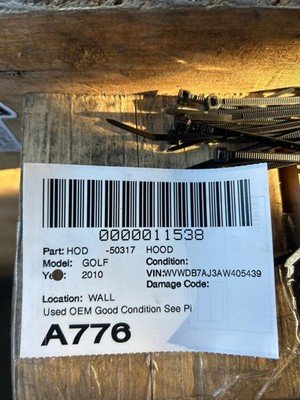 0000011538
Part: HOD -50317 HOOD
Model: GOLF Condition:
2010 VIN:WVWDB7AJ3AW405439
Damage Code:
Location: WALL
Used OEM Good Condition See Pi
A776